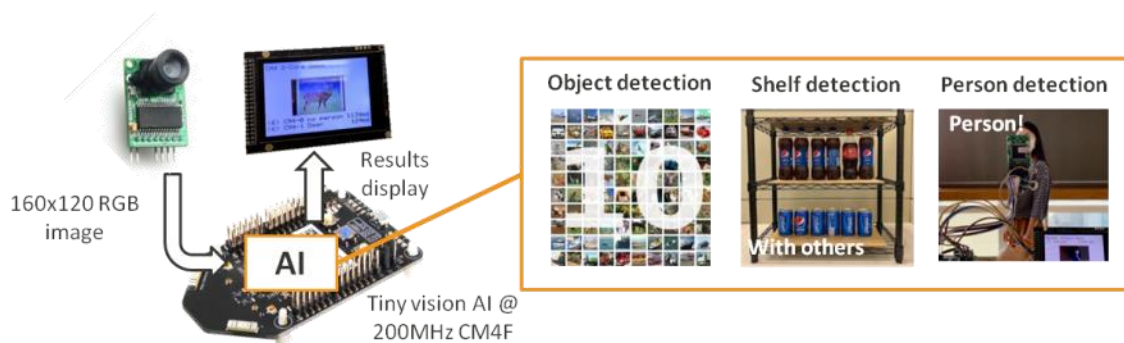 160x120 RGB
image
Results
display
AI
Tiny vision AI @
200MHz CM4F
Object detection
Shelf detection
Person detection
10
With others
Person!